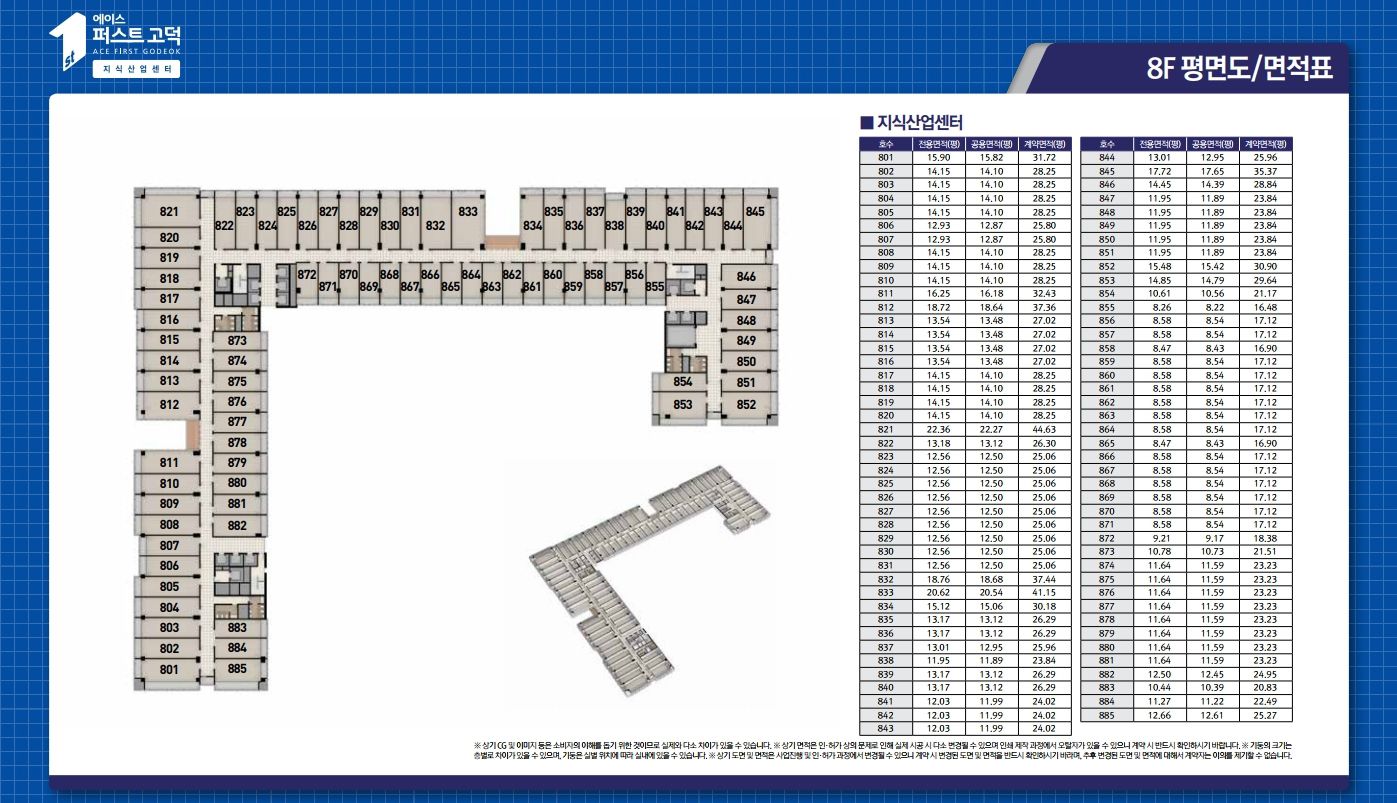 에이스
퍼스트 고덕
ACE FIRST GODEOK
지식산업센터
1st
8F 평면도/면적표
■ 지식산업센터
호수 전용면적(평) 공용면적(평) 계약면적(평)
801 15.90 15.82 31.72
802 14.15 14.10 28.25
803 14.15 14.10 28.25
804 14.15 14.10 28.25
805 14.15 14.10 28.25
806 12.93 12.87 25.80
807 12.93 12.87 25.80
808 14.15 14.10 28.25
809 14.15 14.10 28.25
810 14.15 14.10 28.25
811 16.25 16.18 32.43
812 18.72 18.64 37.36
813 13.54 13.48 27.02
814 13.54 13.48 27.02
815 13.54 13.48 27.02
816 13.54 13.48 27.02
817 14.15 14.10 28.25
818 14.15 14.10 28.25
819 14.15 14.10 28.25
820 14.15 14.10 28.25
821 22.36 22.27 44.63
822 13.18 13.12 26.30
823 12.56 12.50 25.06
824 12.56 12.50 25.06
825 12.56 12.50 25.06
826 12.56 12.50 25.06
827 12.56 12.50 25.06
828 12.56 12.50 25.06
829 12.56 12.50 25.06
830 12.56 12.50 25.06
831 12.56 12.50 25.06
832 18.76 18.68 37.44
833 20.62 20.54 41.15
834 15.12 15.06 30.18
835 13.17 13.12 26.29
836 13.17 13.12 26.29
837 13.01 12.95 25.96
838 11.95 11.89 23.84
839 13.17 13.12 26.29
840 13.17 13.12 26.29
841 12.03 11.99 24.02
842 12.03 11.99 24.02
843 12.03 11.99 24.02
호수 전용면적(평) 공용면적(평) 계약면적(평)
844 13.01 12.95 25.96
845 17.72 17.65 35.37
846 14.45 14.39 28.84
847 11.95 11.89 23.84
848 11.95 11.89 23.84
849 11.95 11.89 23.84
850 11.95 11.89 23.84
851 11.95 11.89 23.84
852 15.48 15.42 30.90
853 14.85 14.79 29.64
854 10.61 10.56 21.17
855 8.26 8.22 16.48
856 8.58 8.54 17.12
857 8.58 8.54 17.12
858 8.47 8.43 16.90
859 8.58 8.54 17.12
860 8.58 8.54 17.12
861 8.58 8.54 17.12
862 8.58 8.54 17.12
863 8.58 8.54 17.12
864 8.58 8.54 17.12
865 8.47 8.43 16.90
866 8.58 8.54 17.12
867 8.58 8.54 17.12
868 8.58 8.54 17.12
869 8.58 8.54 17.12
870 8.58 8.54 17.12
871 8.58 8.54 17.12
872 9.21 9.17 18.38
873 10.78 10.73 21.51
874 11.64 11.59 23.23
875 11.64 11.59 23.23
876 11.64 11.59 23.23
877 11.64 11.59 23.23
878 11.64 11.59 23.23
879 11.64 11.59 23.23
880 11.64 11.59 23.23
881 11.64 11.59 23.23
882 12.50 12.45 24.95
883 10.44 10.39 20.83
884 11.27 11.22 22.49
885 12.66 12.61 25.27
821 823 825 827 829 831 833 835 837 839 841 843 845
822 824 826 828 830 832 834 836 838 840 842 844
820
819
818
817
816
815
814
813
812
872 870 868 866 864 862 860 858 856
871 869 867 865 863 861 859 857 855
846
847
848
849
850
851
852
854
853
873
874
875
876
877
878
879
880
881
882
811
810
809
808
807
806
805
804
803
802
801
883
884
885
※ 상기 CG 및 이미지 등은 소비자의 이해를 돕기 위한 것이므로 실제와 다소 차이가 있을 수 있습니다. ※ 상기 면적은 인·허가 상의 문제로 인해 실제 시공 시 다소 변경될 수 있으며 인쇄 제작 과정에서 오탈자가 있을 수 있으니 계약 시 반드시 확인하시기 바랍니다. ※ 기둥의 크기는
층별로 차이가 있을 수 있으며, 기둥은 실별 위치에 따라 실내에 있을 수 있습니다. ※ 상기 도면 및 면적은 사업진행 및 인·허가 과정에서 변경될 수 있으니 계약 시 변경된 도면 및 면적을 반드시 확인하시기 바라며, 추후 변경된 도면 및 면적에 대해서 계약자는 이의를 제기할 수 없습니다.